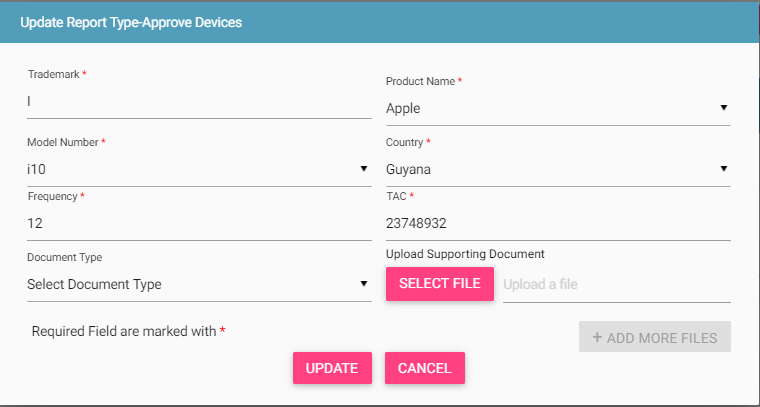 Update Report Type-Approve Devices
Trademark *
Product Name *
I
Apple
Model Number *
Country *
i10
Guyana
Frequency *
TAC *
12
23748932
Document Type
Upload Supporting Document
Select Document Type
SELECT FILE
Upload a file
Required Field are marked with *
+ ADD MORE FILES
UPDATE
CANCEL